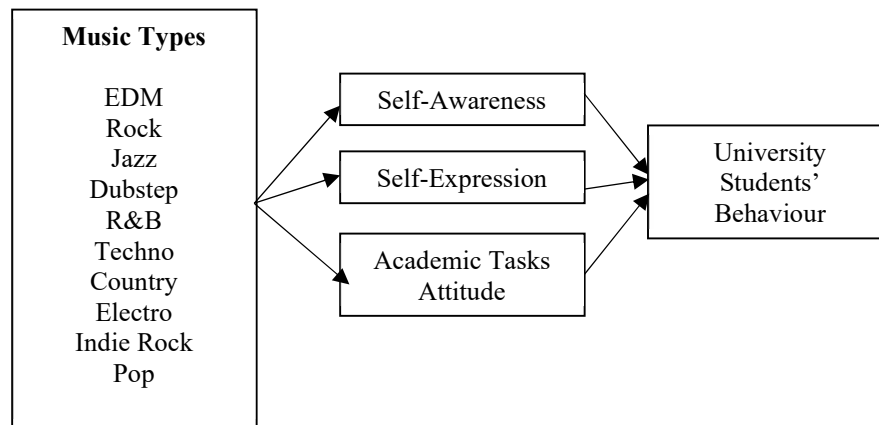 Music Types
EDM
Rock
Jazz
Dubstep
R&B
Techno
Country
Electro
Indie Rock
Pop
Self-Awareness
Self-Expression
Academic Tasks
Attitude
University
Students’
Behaviour